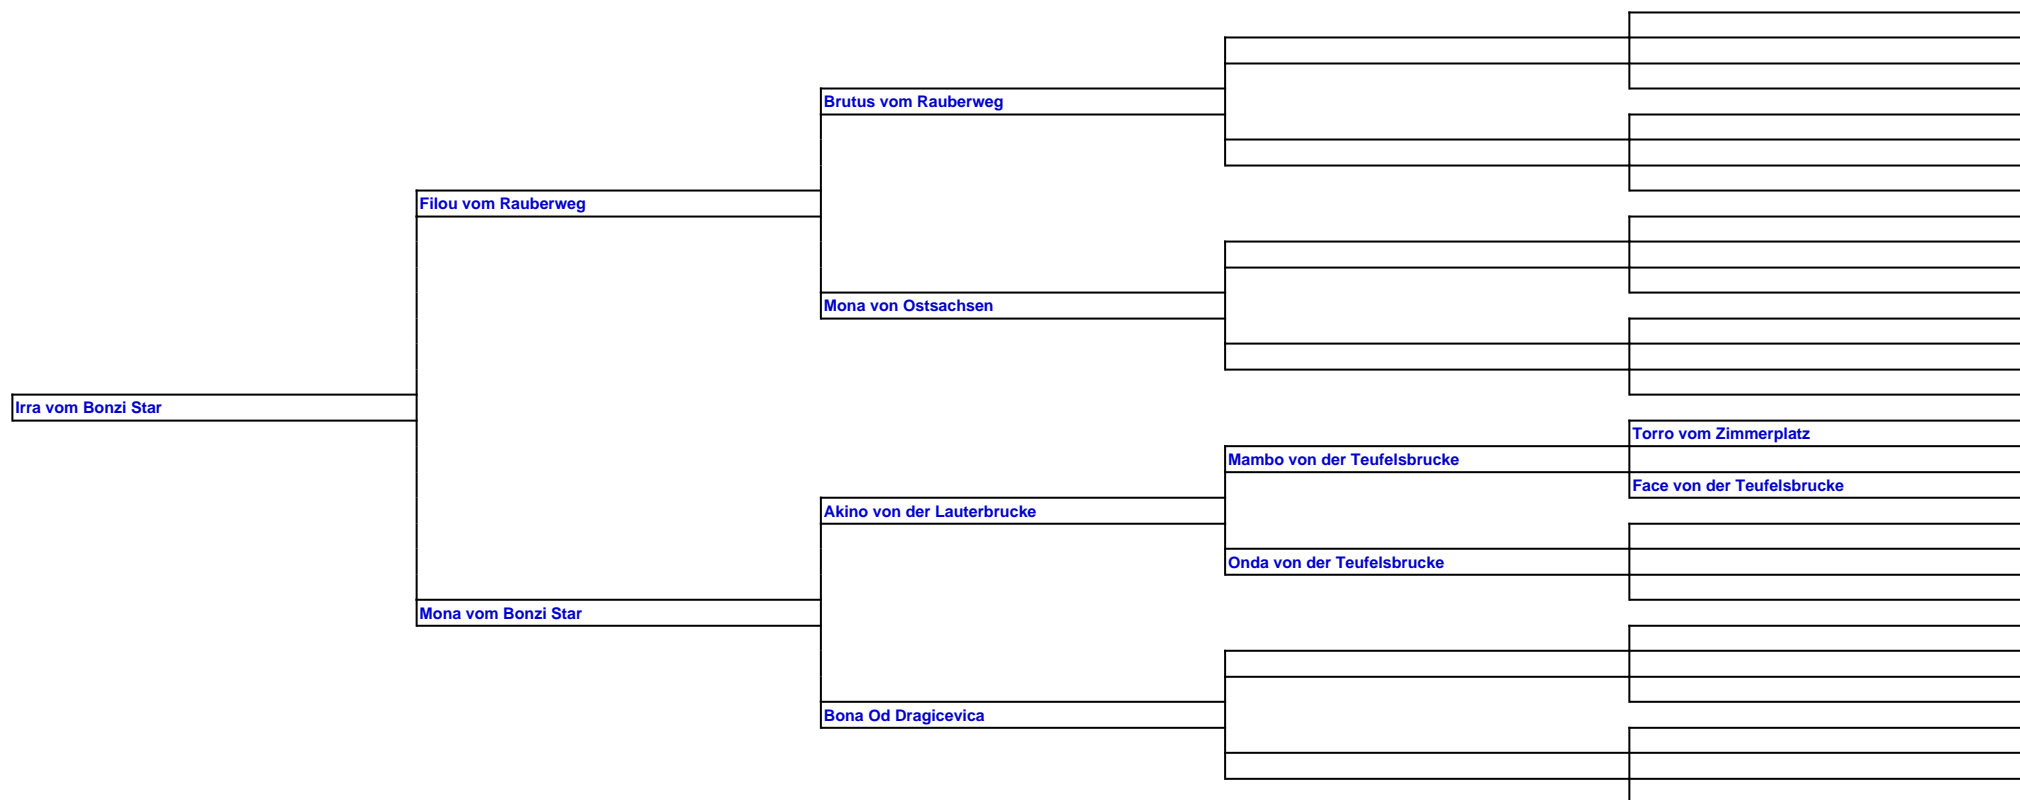 Brutus vom Rauberweg
Filou vom Rauberweg
Mona von Ostsachsen
Irra vom Bonzi Star
Torro vom Zimmerplatz
Mambo von der Teufelsbrucke
Face von der Teufelsbrucke
Akino von der Lauterbrucke
Onda von der Teufelsbrucke
Mona vom Bonzi Star
Bona Od Dragicevica